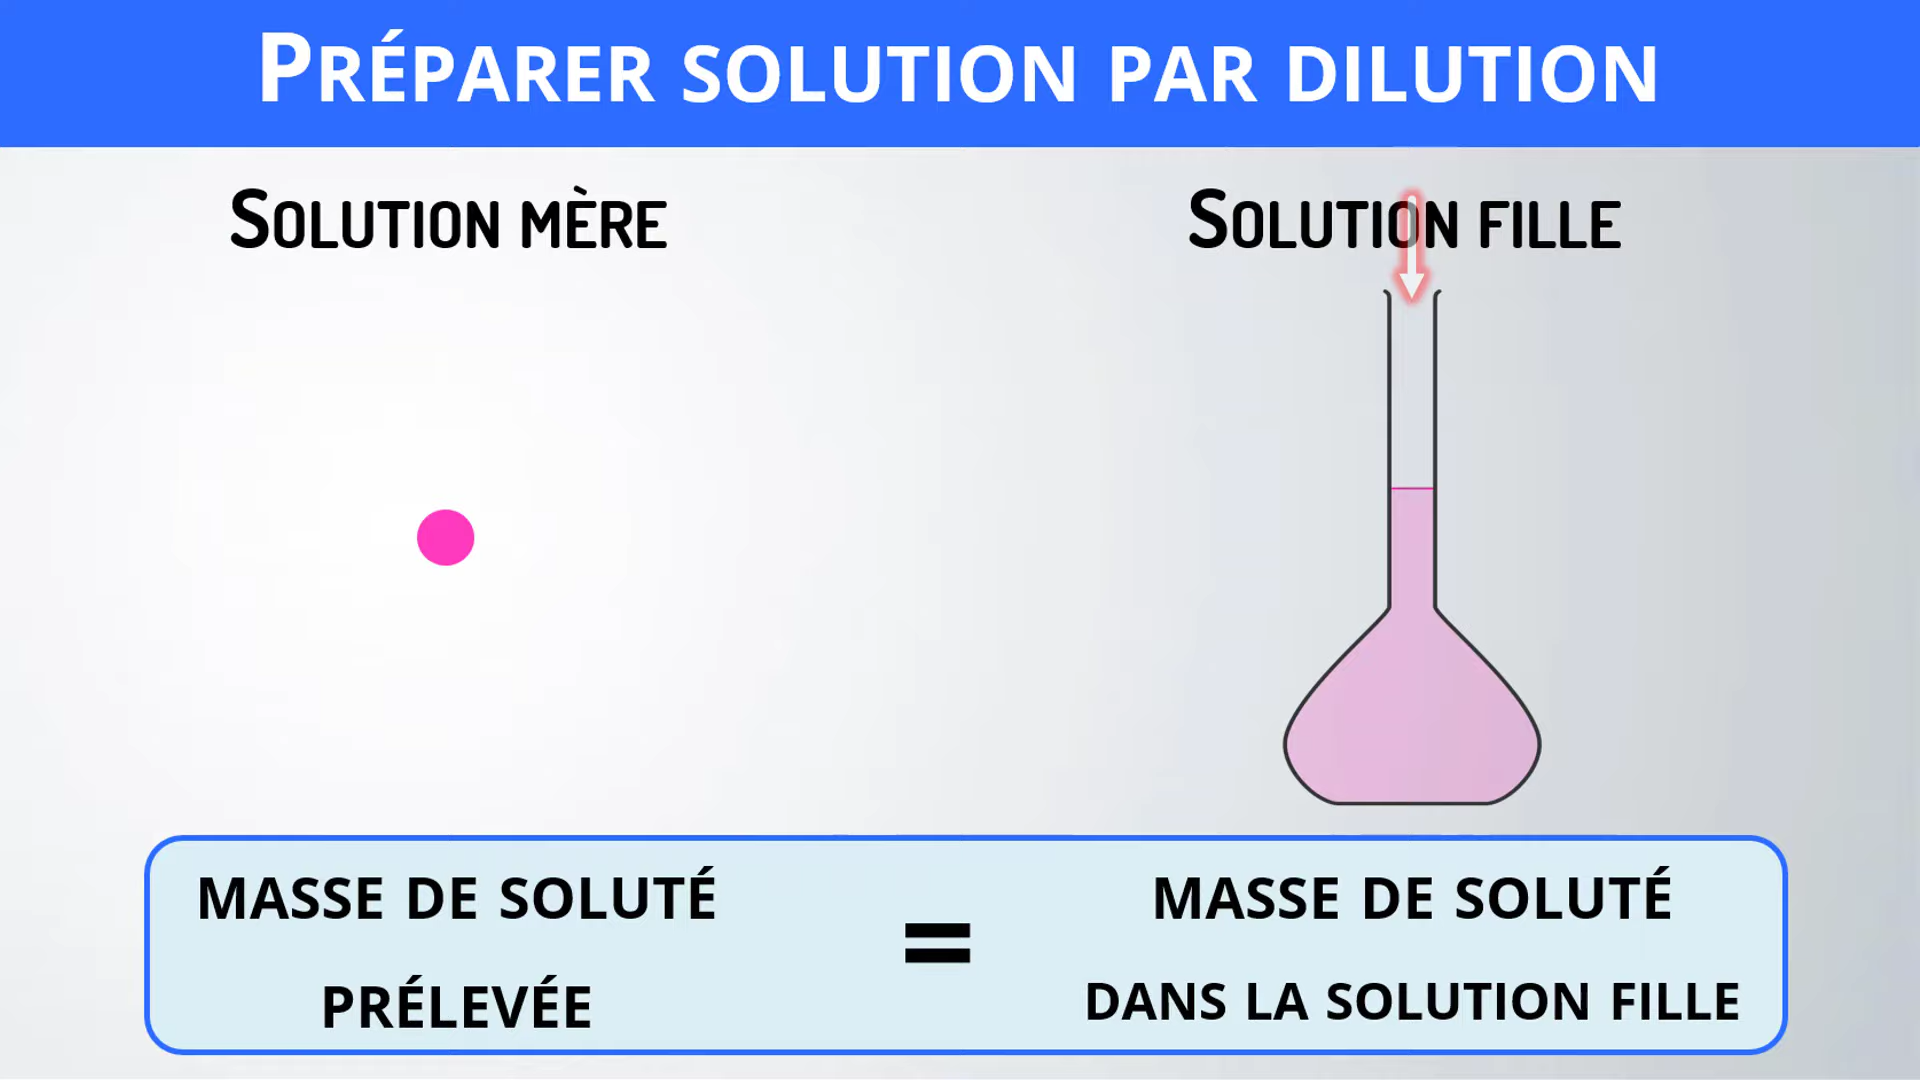 PRÉPARER SOLUTION PAR DILUTION
SOLUTION MÈRE
SOLUTION FILLE
MASSE DE SOLUTÉ
PRÉLEVÉE
=
MASSE DE SOLUTÉ
DANS LA SOLUTION FILLE